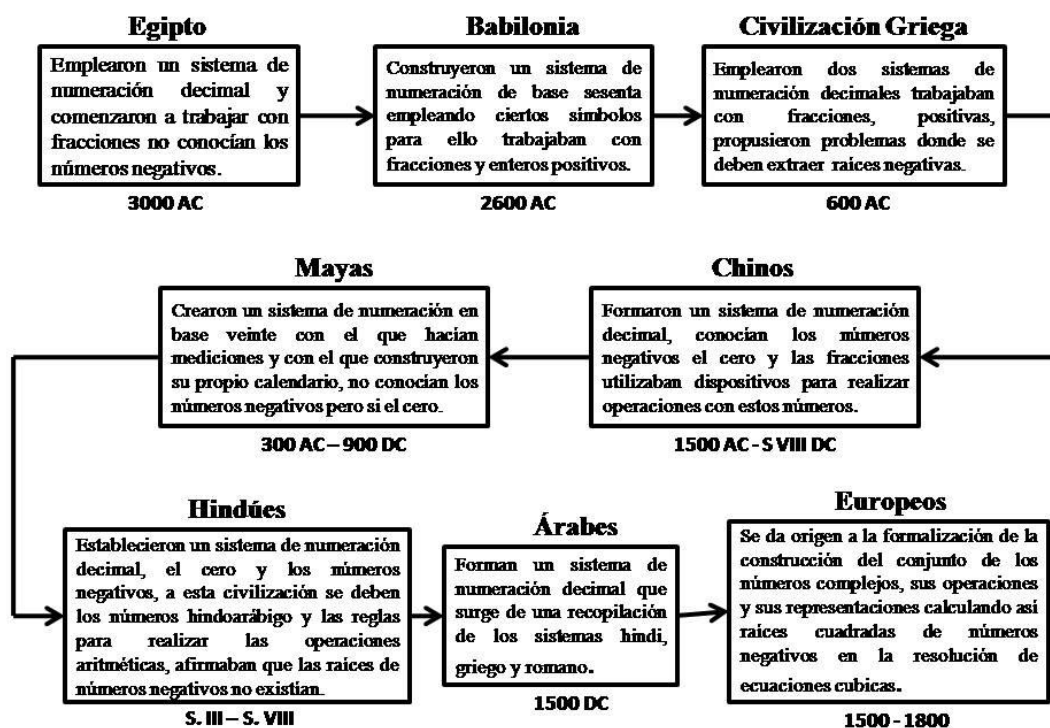 Egipto
Emplearon un sistema de
numeración decimal y
comenzaron a trabajar con
fracciones no conocían los
números negativos.
3000 AC
Babilonia
Construyeron un sistema de
numeración de base sesenta
empleando ciertos símbolos
para ello trabajaban con
fracciones y enteros positivos.
2600 AC
Civilización Griega
Emplearon dos sistemas de
numeración decimales trabajaban
con fracciones, positivas,
propusieron problemas donde se
deben extraer raíces negativas.
600 AC
Chinos
Formaron un sistema de numeración
decimal, conocían los números
negativos el cero y las fracciones
utilizaban dispositivos para realizar
operaciones con estos números.
1500 AC - S VIII DC
Mayas
Crearon un sistema de numeración en
base veinte con el que hacían
mediciones y con el que construyeron
su propio calendario, no conocían los
números negativos pero si el cero.
300 AC – 900 DC
Hindúes
Establecieron un sistema de numeración
decimal, el cero y los números
negativos, a esta civilización se deben
los números hindoarábigo y las reglas
para realizar las operaciones
aritméticas, afirmaban que las raíces de
números negativos no existían.
S. III – S. VIII
Árabes
Forman un sistema de
numeración decimal que
surge de una recopilación
de los sistemas hindi,
griego y romano.
1500 DC
Europeos
Se da origen a la formalización de la
construcción del conjunto de los
números complejos, sus operaciones
y sus representaciones calculando así
raíces cuadradas de números
negativos en la resolución de
ecuaciones cubicas.
1500 - 1800